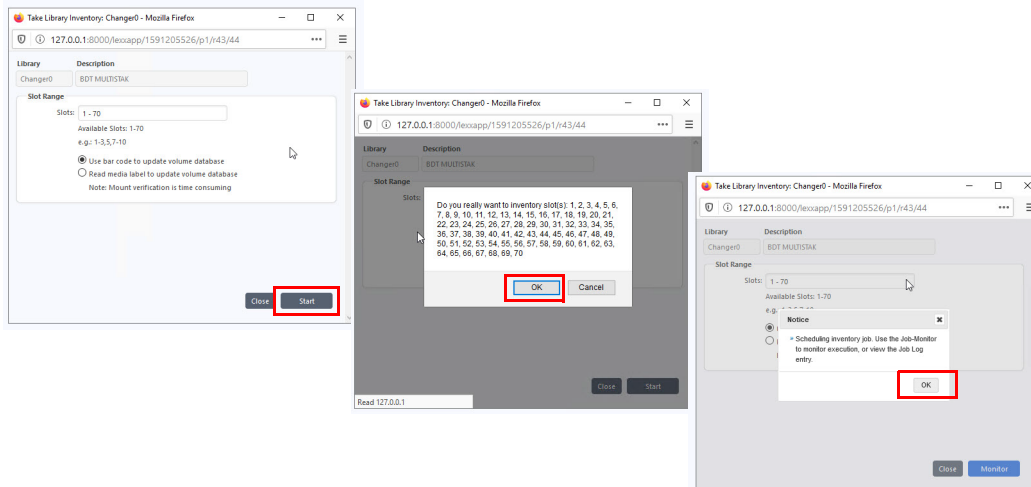 Take Library Inventory: Changer0 - Mozilla Firefox
127.0.0.1:8000/lexxapp/1591205526/p1/r43/44
Library Description
Changer0 BDT MULTISTAK
Slot Range
Slots: 1 - 70
Available Slots: 1-70
e.g.: 1-3,5,7-10
Use bar code to update volume database
Read media label to update volume database
Note: Mount verification is time consuming
Close Start
Take Library Inventory: Changer0 - Mozilla Firefox
127.0.0.1:8000/lexxapp/1591205526/p1/r43/44
Library Description
Changer0 BDT MULTISTAK
Slot Range
Slots:
Do you really want to inventory slot(s): 1, 2, 3, 4, 5, 6,
7, 8, 9, 10, 11, 12, 13, 14, 15, 16, 17, 18, 19, 20, 21,
22, 23, 24, 25, 26, 27, 28, 29, 30, 31, 32, 33, 34, 35,
36, 37, 38, 39, 40, 41, 42, 43, 44, 45, 46, 47, 48, 49,
50, 51, 52, 53, 54, 55, 56, 57, 58, 59, 60, 61, 62, 63,
64, 65, 66, 67, 68, 69, 70
OK Cancel
Close Start
Read 127.0.0.1
Take Library Inventory: Changer0 - Mozilla Firefox
127.0.0.1:8000/lexxapp/1591205526/p1/r43/44
Library Description
Changer0 BDT MULTISTAK
Slot Range
Slots: 1 - 70
Available Slots: 1-70
e.g.
Notice
Scheduling inventory job. Use the Job-Monitor
to monitor execution, or view the Job Log
entry.
OK
Close Monitor